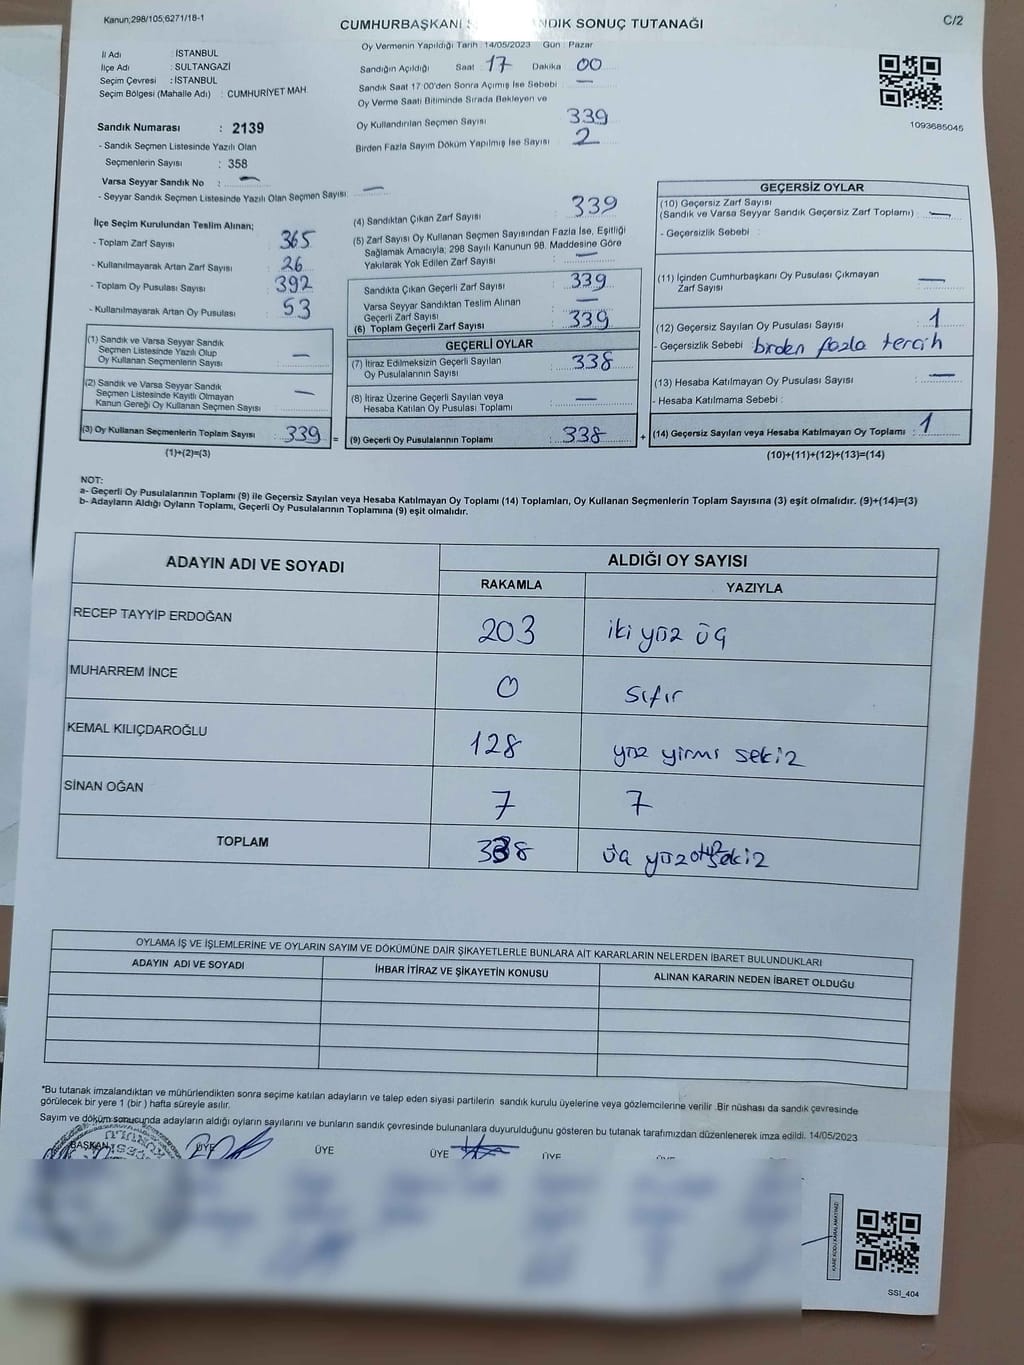 Kanun;298/105;6271/18-1
CUMHURBAŞKANI S NDIK SONUÇ TUTANAĞI
C/2
İl Adı : İSTANBUL
İlçe Adı : SULTANGAZİ
Seçim Çevresi : İSTANBUL
Seçim Bölgesi (Mahalle Adı) : CUMHURİYET MAH.
Oy Vermenin Yapıldığı Tarih :14/05/2023 Gün : Pazar
Sandığın Açıldığı Saat 17 Dakika 00
Sandık Saat 17:00'den Sonra Açımış İse Sebebi —
Oy Verme Saati Bitiminde Sırada Bekleyen ve
Oy Kullandırılan Seçmen Sayısı 339
Birden Fazla Sayım Döküm Yapılmış İse Sayısı 2
1093685045
Sandık Numarası : 2139
- Sandık Seçmen Listesinde Yazılı Olan
Seçmenlerin Sayısı : 358
Varsa Seyyar Sandık No : —
- Seyyar Sandık Seçmen Listesinde Yazılı Olan Seçmen Sayısı: —
İlçe Seçim Kurulundan Teslim Alınan;
- Toplam Zarf Sayısı : 365
- Kullanılmayarak Artan Zarf Sayısı : 26
- Toplam Oy Pusulası Sayısı : 392
- Kullanılmayarak Artan Oy Pusulası : 53
(4) Sandıktan Çıkan Zarf Sayısı : 339
(5) Zarf Sayısı Oy Kullanan Seçmen Sayısından Fazla İse, Eşitliği
Sağlamak Amacıyla; 298 Sayılı Kanunun 98. Maddesine Göre
Yakılarak Yok Edilen Zarf Sayısı : —
Sandıkta Çıkan Geçerli Zarf Sayısı : 339
Varsa Seyyar Sandıktan Teslim Alınan
Geçerli Zarf Sayısı : —
(6) Toplam Geçerli Zarf Sayısı : 339
GEÇERSİZ OYLAR
(10) Geçersiz Zarf Sayısı
(Sandık ve Varsa Seyyar Sandık Geçersiz Zarf Toplamı) : —
- Geçersizlik Sebebi :
(11) İçinden Cumhurbaşkanı Oy Pusulası Çıkmayan
Zarf Sayısı : —
(12) Geçersiz Sayılan Oy Pusulası Sayısı : 1
- Geçersizlik Sebebi : birden fazla tercih
(13) Hesaba Katılmayan Oy Pusulası Sayısı : —
- Hesaba Katılmama Sebebi :
(14) Geçersiz Sayılan veya Hesaba Katılmayan Oy Toplamı : 1
(10)+(11)+(12)+(13)=(14)
(1) Sandık ve Varsa Seyyar Sandık
Seçmen Listesinde Yazılı Olup
Oy Kullanan Seçmenlerin Sayısı : —
(2) Sandık ve Varsa Seyyar Sandık
Seçmen Listesinde Kayıtlı Olmayan
Kanun Gereği Oy Kullanan Seçmen Sayısı : —
(3) Oy Kullanan Seçmenlerin Toplam Sayısı : 339 =
(1)+(2)=(3)
GEÇERLİ OYLAR
(7) İtiraz Edilmeksizin Geçerli Sayılan
Oy Pusulalarının Sayısı : 338
(8) İtiraz Üzerine Geçerli Sayılan veya
Hesaba Katılan Oy Pusulası Toplamı : —
(9) Geçerli Oy Pusulalarının Toplamı : 338 +
NOT:
a- Geçerli Oy Pusulalarının Toplamı (9) ile Geçersiz Sayılan veya Hesaba Katılmayan Oy Toplamı (14) Toplamları, Oy Kullanan Seçmenlerin Toplam Sayısına (3) eşit olmalıdır. (9)+(14)=(3)
b- Adayların Aldığı Oyların Toplamı, Geçerli Oy Pusulalarının Toplamına (9) eşit olmalıdır.
ADAYIN ADI VE SOYADI ALDIĞI OY SAYISI
RAKAMLA YAZIYLA
RECEP TAYYİP ERDOĞAN 203 iki yüz üç
MUHARREM İNCE 0 sıfır
KEMAL KILIÇDAROĞLU 128 yüz yirmi sekiz
SİNAN OĞAN 7 7
TOPLAM 338 üç yüz otuz sekiz
OYLAMA İŞ VE İŞLEMLERİNE VE OYLARIN SAYIM VE DÖKÜMÜNE DAİR ŞİKAYETLERLE BUNLARA AİT KARARLARIN NELERDEN İBARET BULUNDUKLARI
ADAYIN ADI VE SOYADI İHBAR İTİRAZ VE ŞİKAYETİN KONUSU ALINAN KARARIN NEDEN İBARET OLDUĞU
*Bu tutanak imzalandıktan ve mühürlendikten sonra seçime katılan adayların ve talep eden siyasi partilerin sandık kurulu üyelerine veya gözlemcilerine verilir .Bir nüshası da sandık çevresinde
görülecek bir yere 1 (bir ) hafta süreyle asılır.
Sayım ve döküm sonucunda adayların aldığı oyların sayılarını ve bunların sandık çevresinde bulunanlara duyurulduğunu gösteren bu tutanak tarafımızdan düzenlenerek imza edildi. 14/05/2023
BAŞKAN ÜYE ÜYE ÜYE ÜYE
KARE KODU KARALAMAYINIZ!
SSI_404